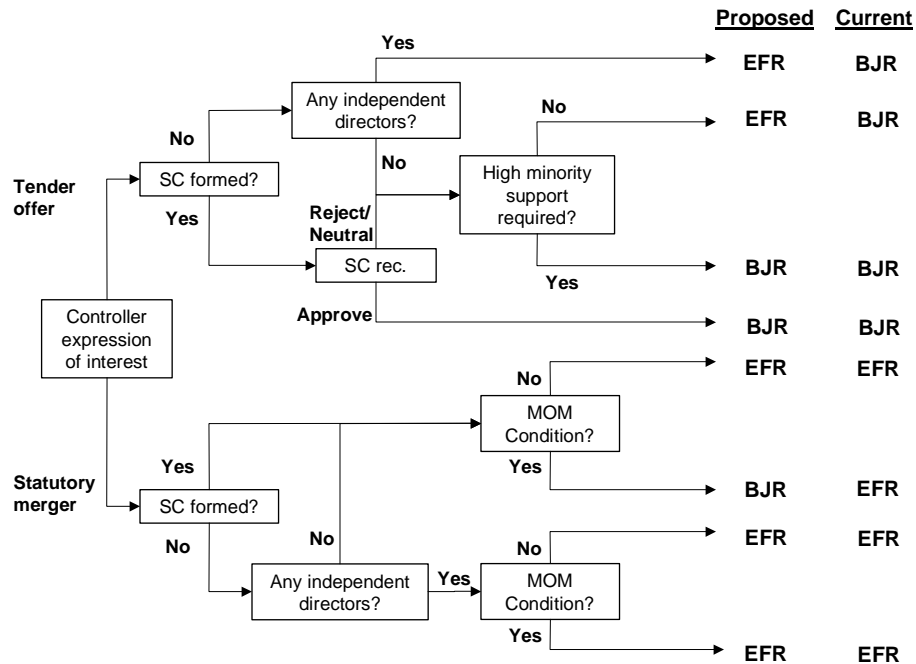 Proposed Current
Yes
EFR BJR
Any independent
directors?
No
EFR BJR
No
No
High minority
support
required?
SC formed?
Tender
offer
Yes
Reject/
Neutral
SC rec.
BJR BJR
Yes
Approve
BJR BJR
Controller
expression
of interest
EFR EFR
No
MOM
Condition?
Yes
Yes
Statutory
merger
SC formed?
BJR EFR
No
No
No
EFR EFR
Any independent
directors?
Yes
MOM
Condition?
Yes
EFR EFR